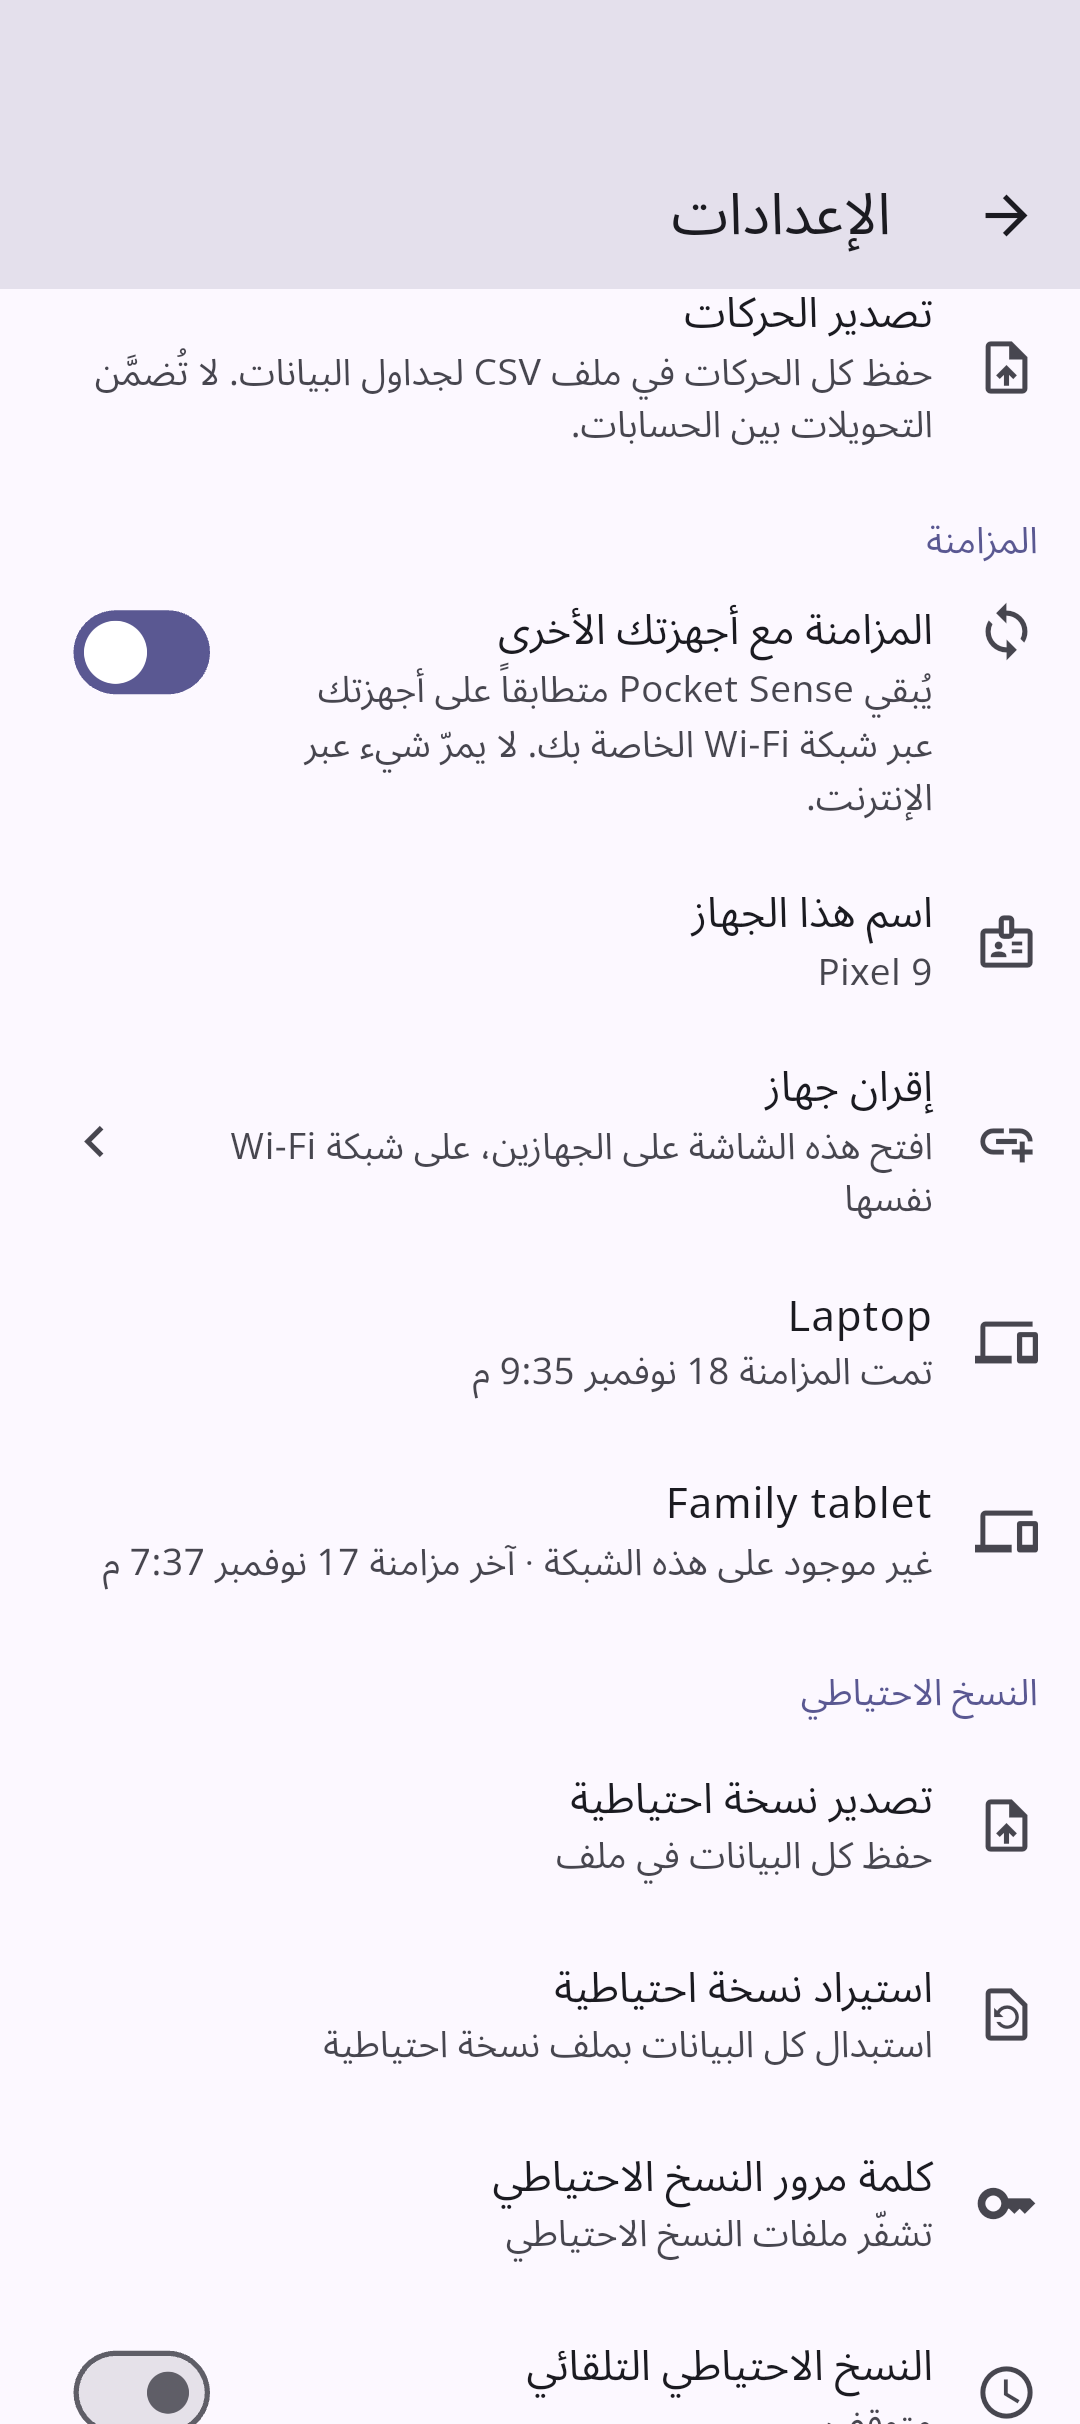 الإعدادات
تصدير الحركات
حفظ كل الحركات في ملف CSV لجداول البيانات. لا تُضمَّن
التحويلات بين الحسابات.
المزامنة
المزامنة مع أجهزتك الأخرى
يُبقي Pocket Sense متطابقاً على أجهزتك
عبر شبكة Wi-Fi الخاصة بك. لا يمرّ شيء عبر
الإنترنت.
اسم هذا الجهاز
Pixel 9
إقران جهاز
افتح هذه الشاشة على الجهازين، على شبكة Wi-Fi
نفسها
Laptop
تمت المزامنة 18 نوفمبر 9:35 م
Family tablet
غير موجود على هذه الشبكة · آخر مزامنة 17 نوفمبر 7:37 م
النسخ الاحتياطي
تصدير نسخة احتياطية
حفظ كل البيانات في ملف
استيراد نسخة احتياطية
استبدال كل البيانات بملف نسخة احتياطية
كلمة مرور النسخ الاحتياطي
تشفّر ملفات النسخ الاحتياطي
النسخ الاحتياطي التلقائي